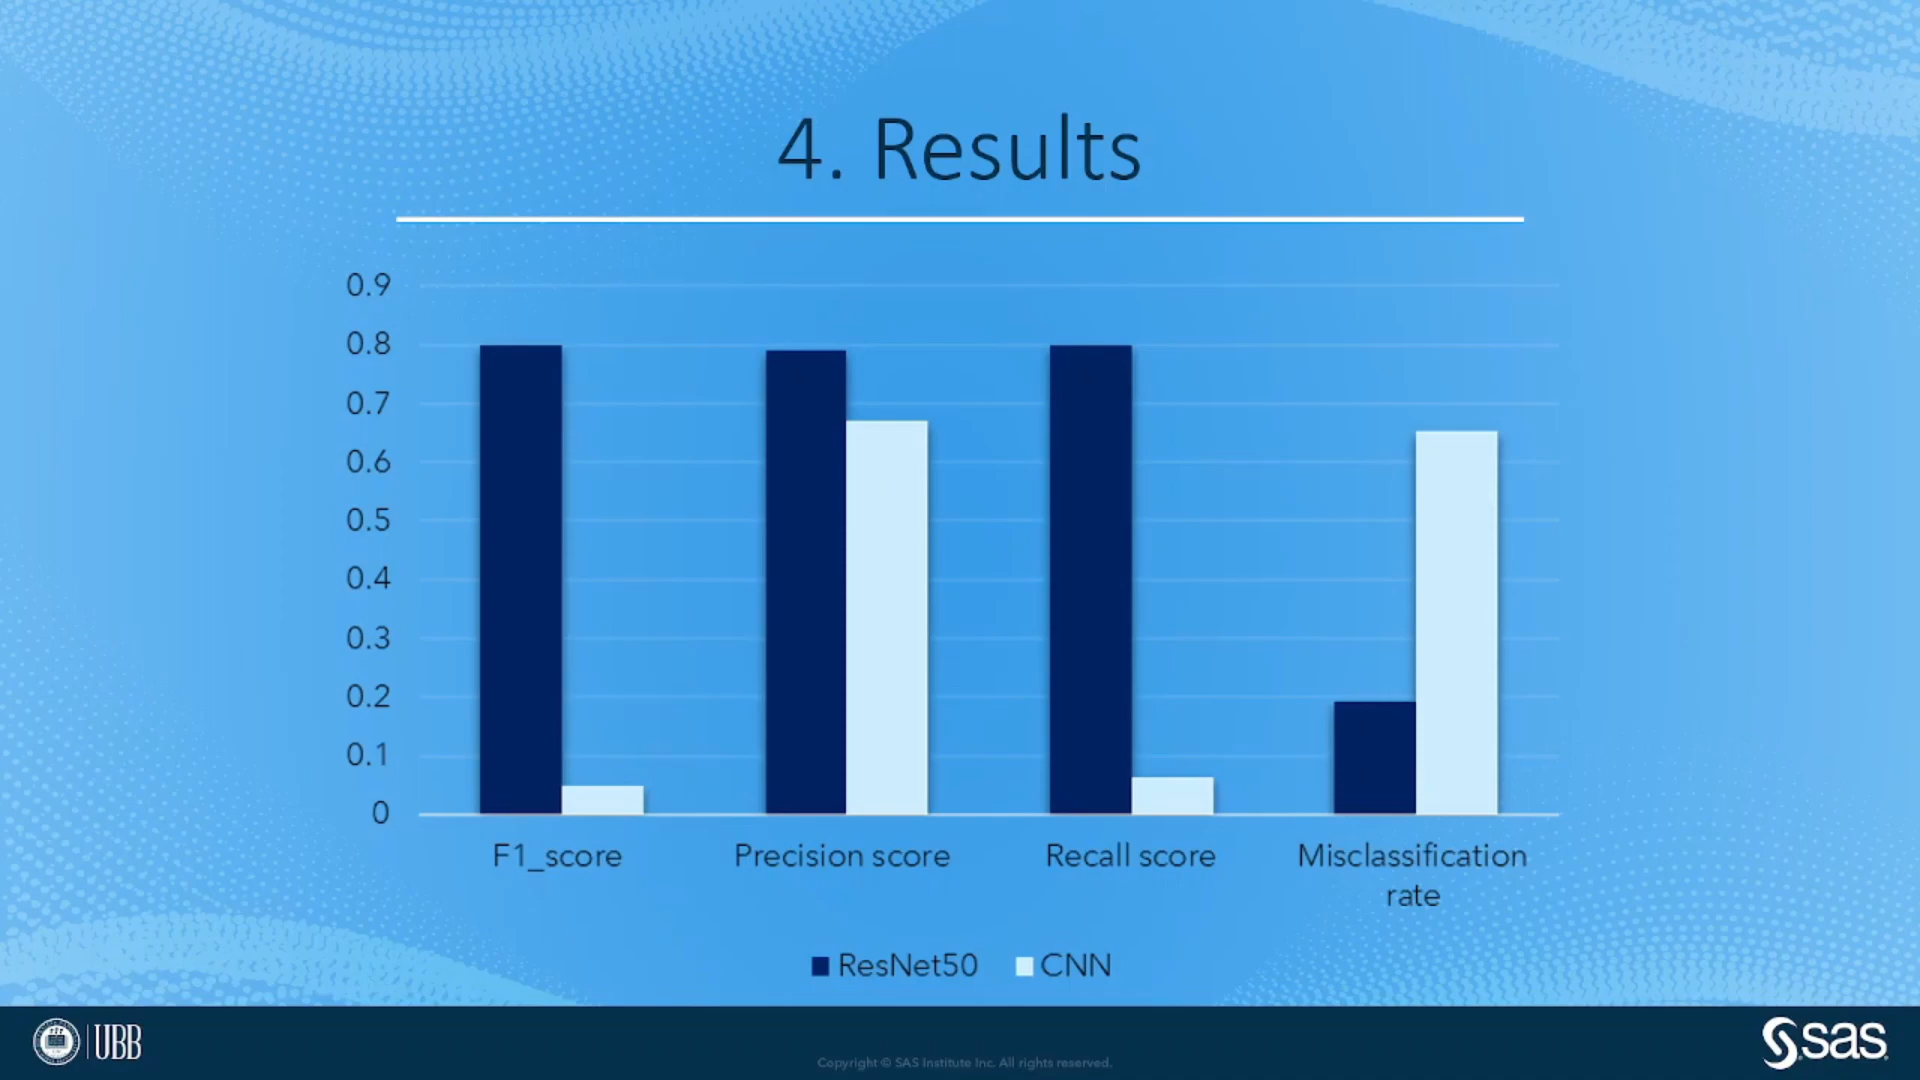 4. Results
0.9
0.8
0.7
0.6
0.5
0.4
0.3
0.2
0.1
0
F1_score
Precision score
Recall score
Misclassification
rate
ResNet50
CNN
UBB
Copyright © SAS Institute Inc. All rights reserved.
sas